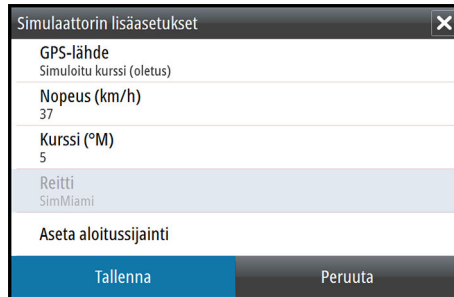 Simulaattorin lisäasetukset
GPS-lähde
Simuloitu kurssi (oletus)
Nopeus (km/h)
37
Kurssi (°M)
5
Reitti
SimMiami
Aseta aloitussijainti
Tallenna
Peruuta